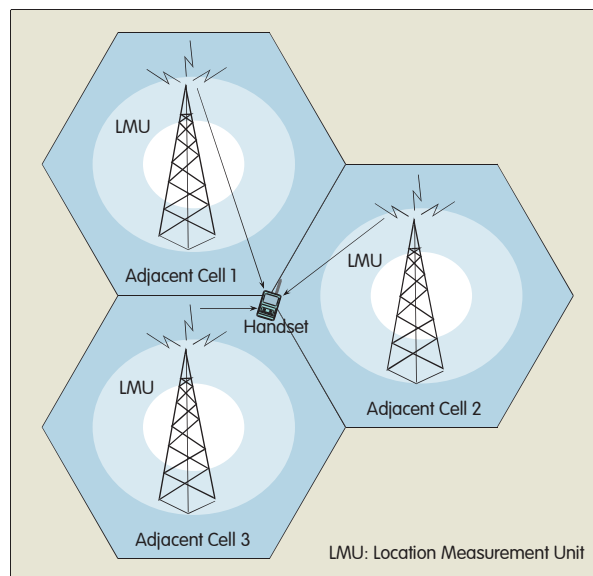 LMU
Adjacent Cell 1
LMU
Handset
LMU
Adjacent Cell 2
Adjacent Cell 3
LMU: Location Measurement Unit